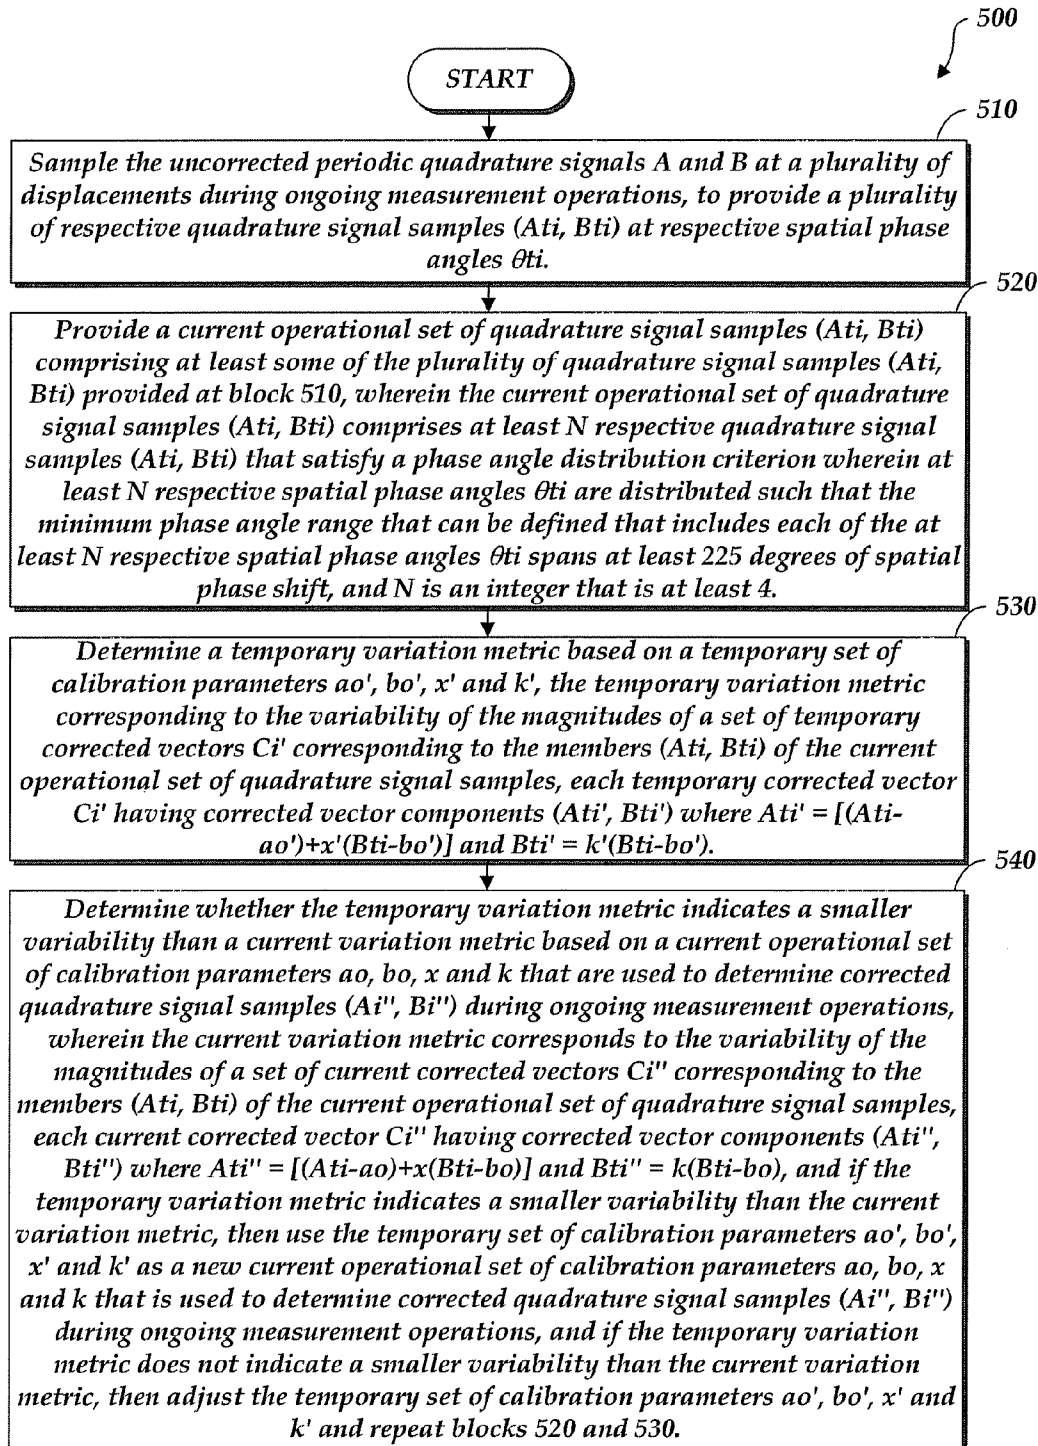 500
START
510
Sample the uncorrected periodic quadrature signals A and B at a plurality of
displacements during ongoing measurement operations, to provide a plurality
of respective quadrature signal samples (Ati, Bti) at respective spatial phase
angles θti.
520
Provide a current operational set of quadrature signal samples (Ati, Bti)
comprising at least some of the plurality of quadrature signal samples (Ati,
Bti) provided at block 510, wherein the current operational set of quadrature
signal samples (Ati, Bti) comprises at least N respective quadrature signal
samples (Ati, Bti) that satisfy a phase angle distribution criterion wherein at
least N respective spatial phase angles θti are distributed such that the
minimum phase angle range that can be defined that includes each of the at
least N respective spatial phase angles θti spans at least 225 degrees of spatial
phase shift, and N is an integer that is at least 4.
530
Determine a temporary variation metric based on a temporary set of
calibration parameters ao', bo', x' and k', the temporary variation metric
corresponding to the variability of the magnitudes of a set of temporary
corrected vectors Ci' corresponding to the members (Ati, Bti) of the current
operational set of quadrature signal samples, each temporary corrected vector
Ci' having corrected vector components (Ati', Bti') where Ati' = [(Ati-
ao')+x'(Bti-bo')] and Bti' = k'(Bti-bo').
540
Determine whether the temporary variation metric indicates a smaller
variability than a current variation metric based on a current operational set
of calibration parameters ao, bo, x and k that are used to determine corrected
quadrature signal samples (Ai'', Bi'') during ongoing measurement operations,
wherein the current variation metric corresponds to the variability of the
magnitudes of a set of current corrected vectors Ci'' corresponding to the
members (Ati, Bti) of the current operational set of quadrature signal samples,
each current corrected vector Ci'' having corrected vector components (Ati'',
Bti'') where Ati'' = [(Ati-ao)+x(Bti-bo)] and Bti'' = k(Bti-bo), and if the
temporary variation metric indicates a smaller variability than the current
variation metric, then use the temporary set of calibration parameters ao', bo',
x' and k' as a new current operational set of calibration parameters ao, bo, x
and k that is used to determine corrected quadrature signal samples (Ai'', Bi'')
during ongoing measurement operations, and if the temporary variation
metric does not indicate a smaller variability than the current variation
metric, then adjust the temporary set of calibration parameters ao', bo', x' and
k' and repeat blocks 520 and 530.